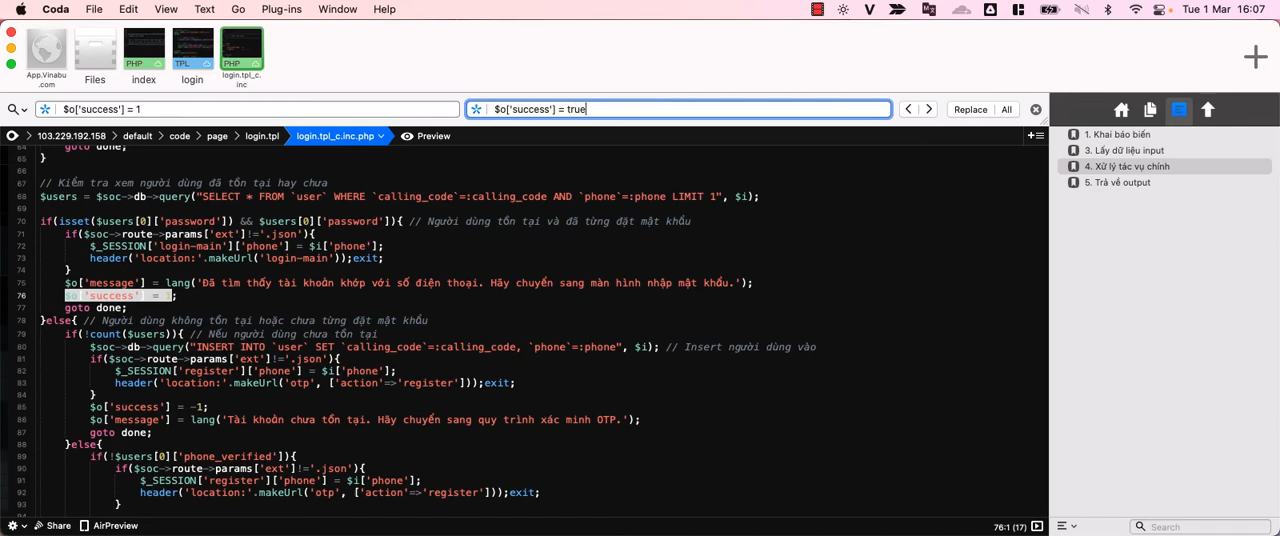 Coda File Edit View Text Go Plug-ins Window Help Tue 1 Mar 16:07
App.Vinabu.com Files PHP index TPL login PHP login.tpl_c.inc
$o['success'] = 1 $o['success'] = true Replace All
103.229.192.158 default code page login.tpl login.tpl_c.inc.php Preview
1. Khai báo biến
3. Lấy dữ liệu input
4. Xử lý tác vụ chính
5. Trả về output
64 goto done;
65 }
66
67 // Kiểm tra xem người dùng đã tồn tại hay chưa
68 $users = $soc->db->query("SELECT * FROM `user` WHERE `calling_code`=:calling_code AND `phone`=:phone LIMIT 1", $i);
69
70 if(isset($users[0]['password']) && $users[0]['password']){ // Người dùng tồn tại và đã từng đặt mật khẩu
71 if($soc->route->params['ext']!='.json'){
72 $_SESSION['login-main']['phone'] = $i['phone'];
73 header('location:'.makeUrl('login-main'));exit;
74 }
75 $o['message'] = lang('Đã tìm thấy tài khoản khớp với số điện thoại. Hãy chuyển sang màn hình nhập mật khẩu.');
76 $o['success'] = 1;
77 goto done;
78 }else{ // Người dùng không tồn tại hoặc chưa từng đặt mật khẩu
79 if(!count($users)){ // Nếu người dùng chưa tồn tại
80 $soc->db->query("INSERT INTO `user` SET `calling_code`=:calling_code, `phone`=:phone", $i); // Insert người dùng vào
81 if($soc->route->params['ext']!='.json'){
82 $_SESSION['register']['phone'] = $i['phone'];
83 header('location:'.makeUrl('otp', ['action'=>'register']));exit;
84 }
85 $o['success'] = -1;
86 $o['message'] = lang('Tài khoản chưa tồn tại. Hãy chuyển sang quy trình xác minh OTP.');
87 goto done;
88 }else{
89 if(!$users[0]['phone_verified']){
90 if($soc->route->params['ext']!='.json'){
91 $_SESSION['register']['phone'] = $i['phone'];
92 header('location:'.makeUrl('otp', ['action'=>'register']));exit;
93 }
Share AirPreview 76:1 (17) Search